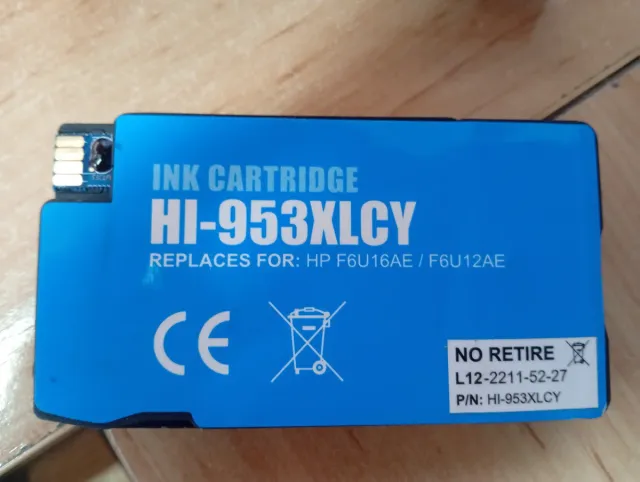 INK CARTRIDGE
HI-953XLCY
REPLACES FOR: HP F6U16AE / F6U12AE
CE
NO RETIRE
L12-2211-52-27
P/N: HI-953XLCY